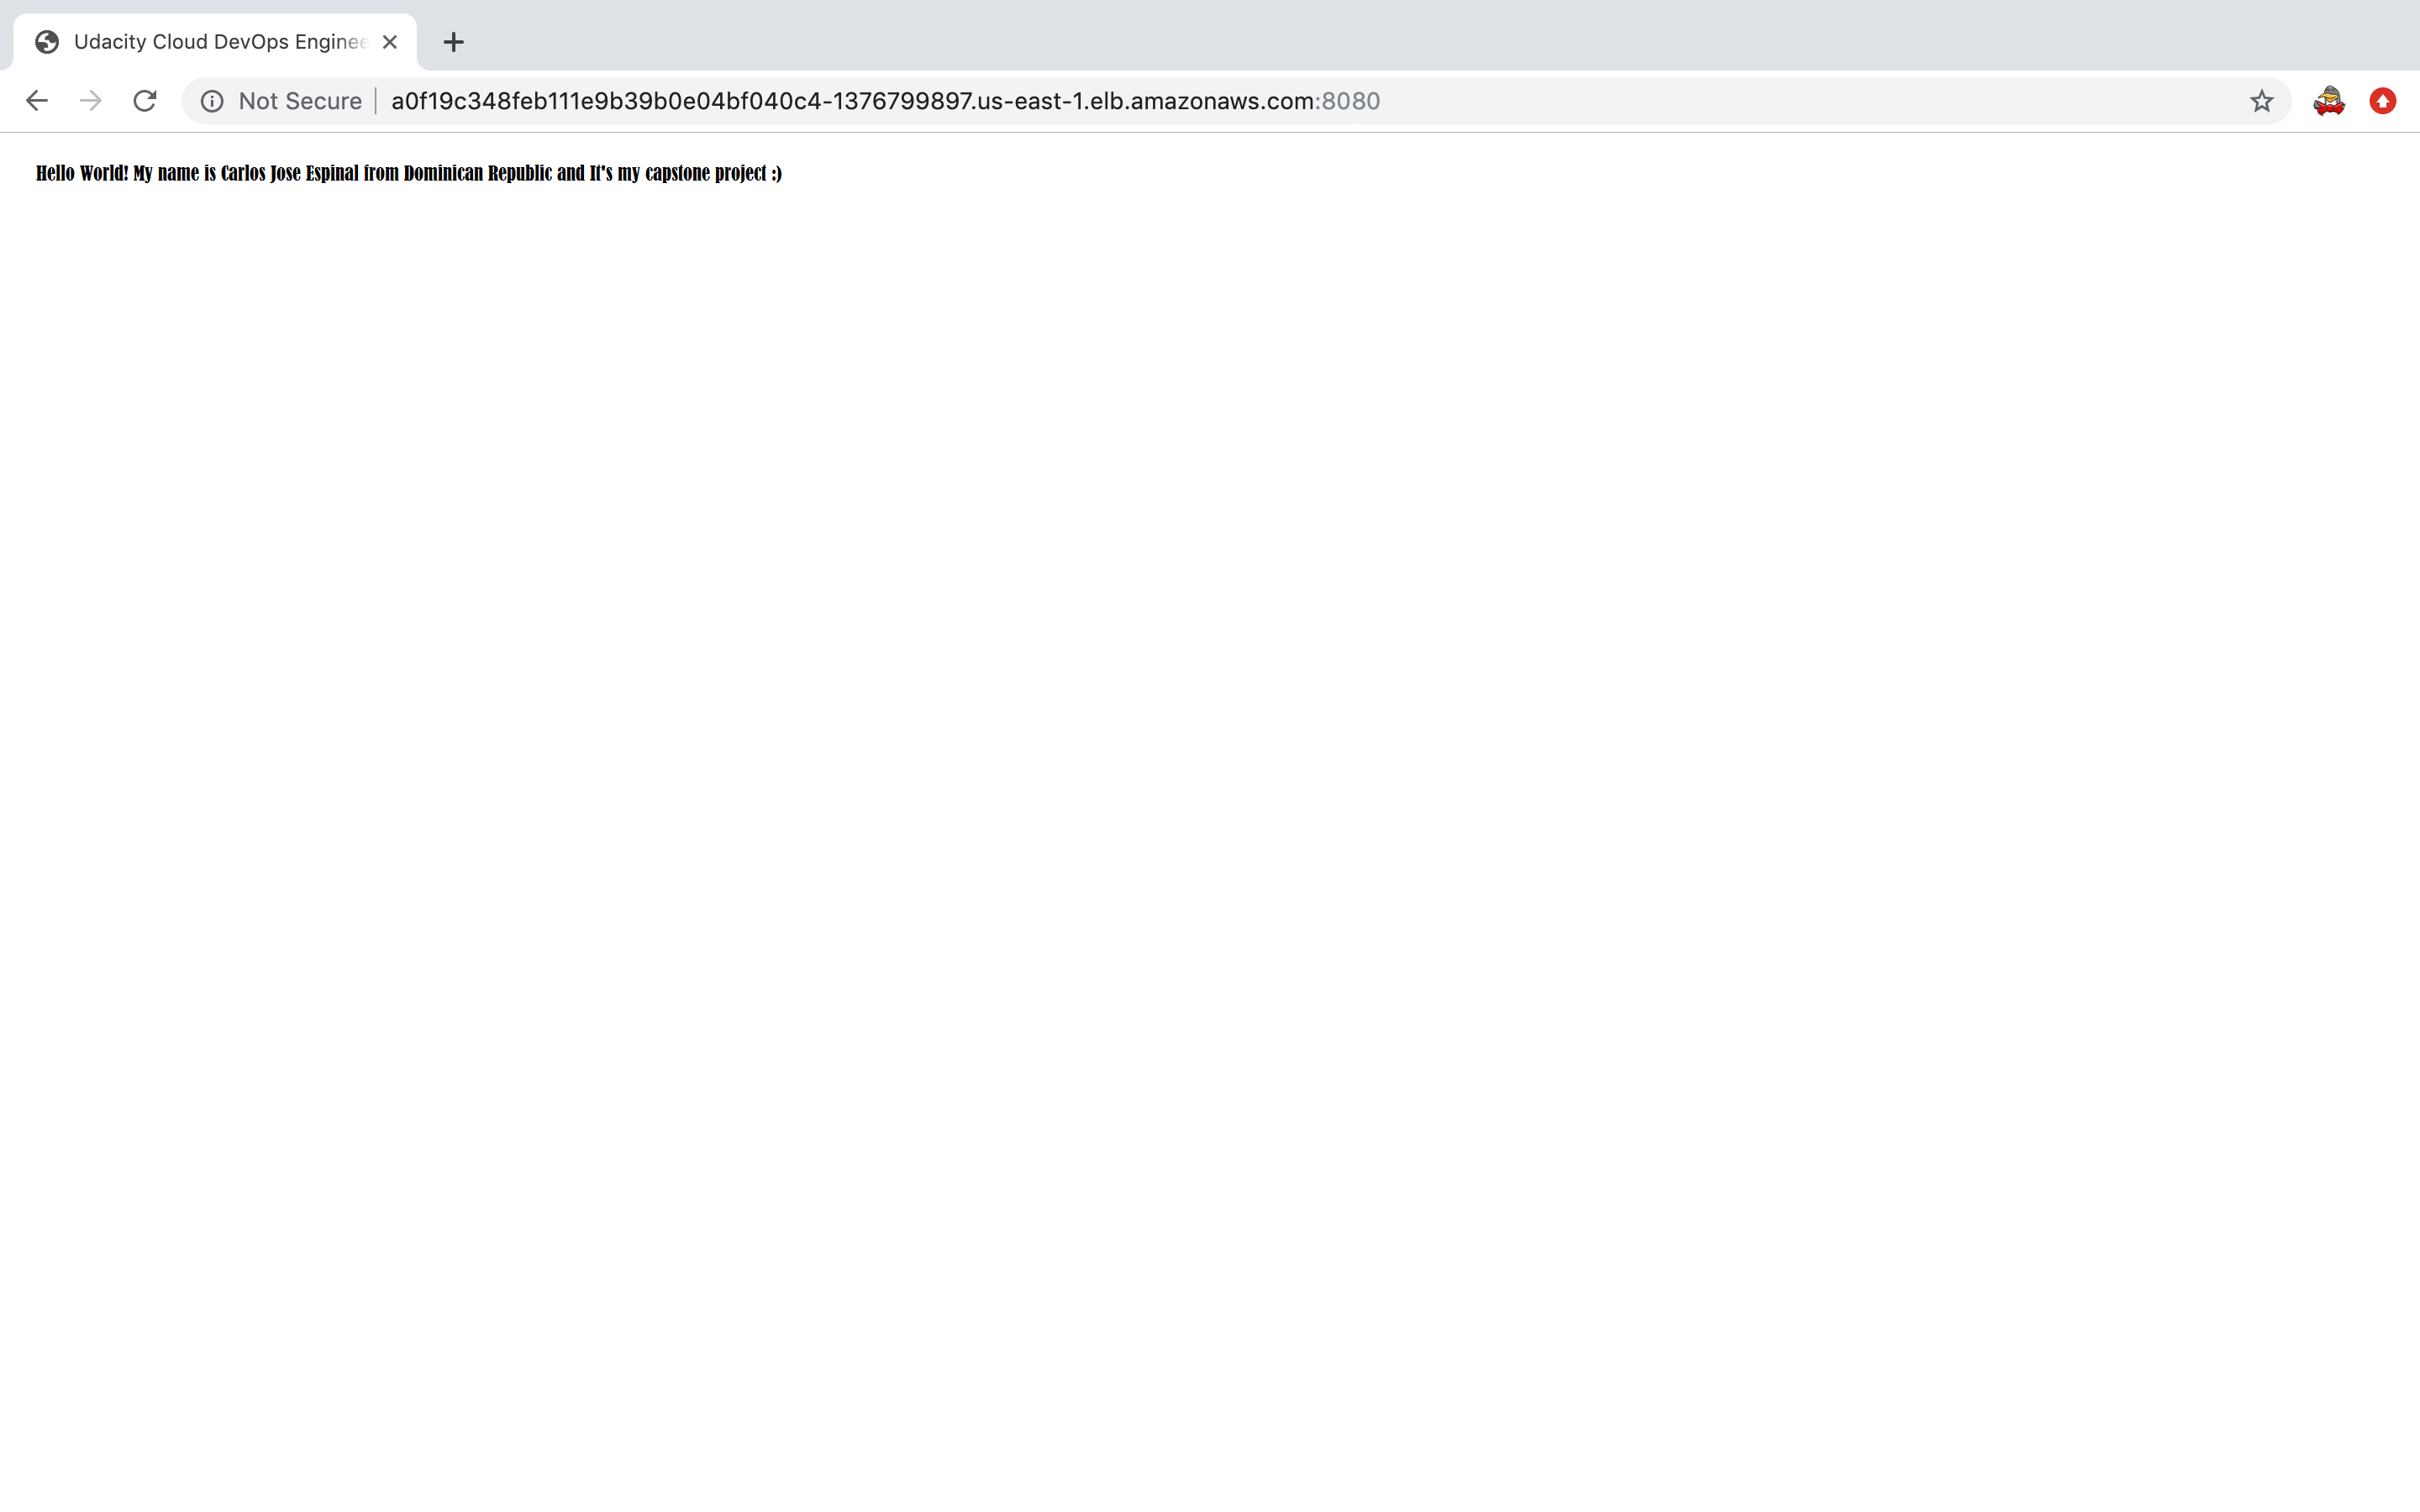 Udacity Cloud DevOps Enginee
Not Secure | a0f19c348feb111e9b39b0e04bf040c4-1376799897.us-east-1.elb.amazonaws.com:8080
Hello World! My name is Carlos Jose Espinal from Dominican Republic and It's my capstone project :)